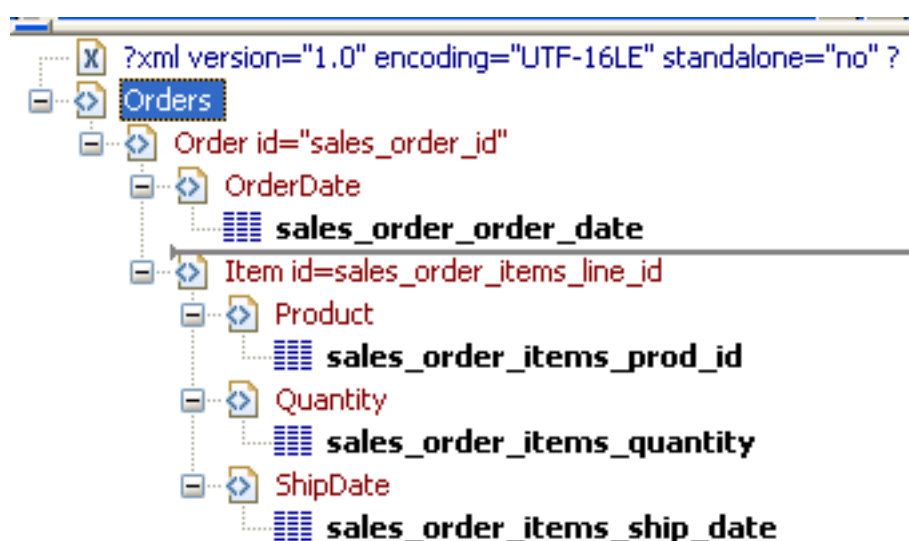 ?xml version="1.0" encoding="UTF-16LE" standalone="no" ?
Orders
Order id="sales_order_id"
OrderDate
sales_order_order_date
Item id=sales_order_items_line_id
Product
sales_order_items_prod_id
Quantity
sales_order_items_quantity
ShipDate
sales_order_items_ship_date